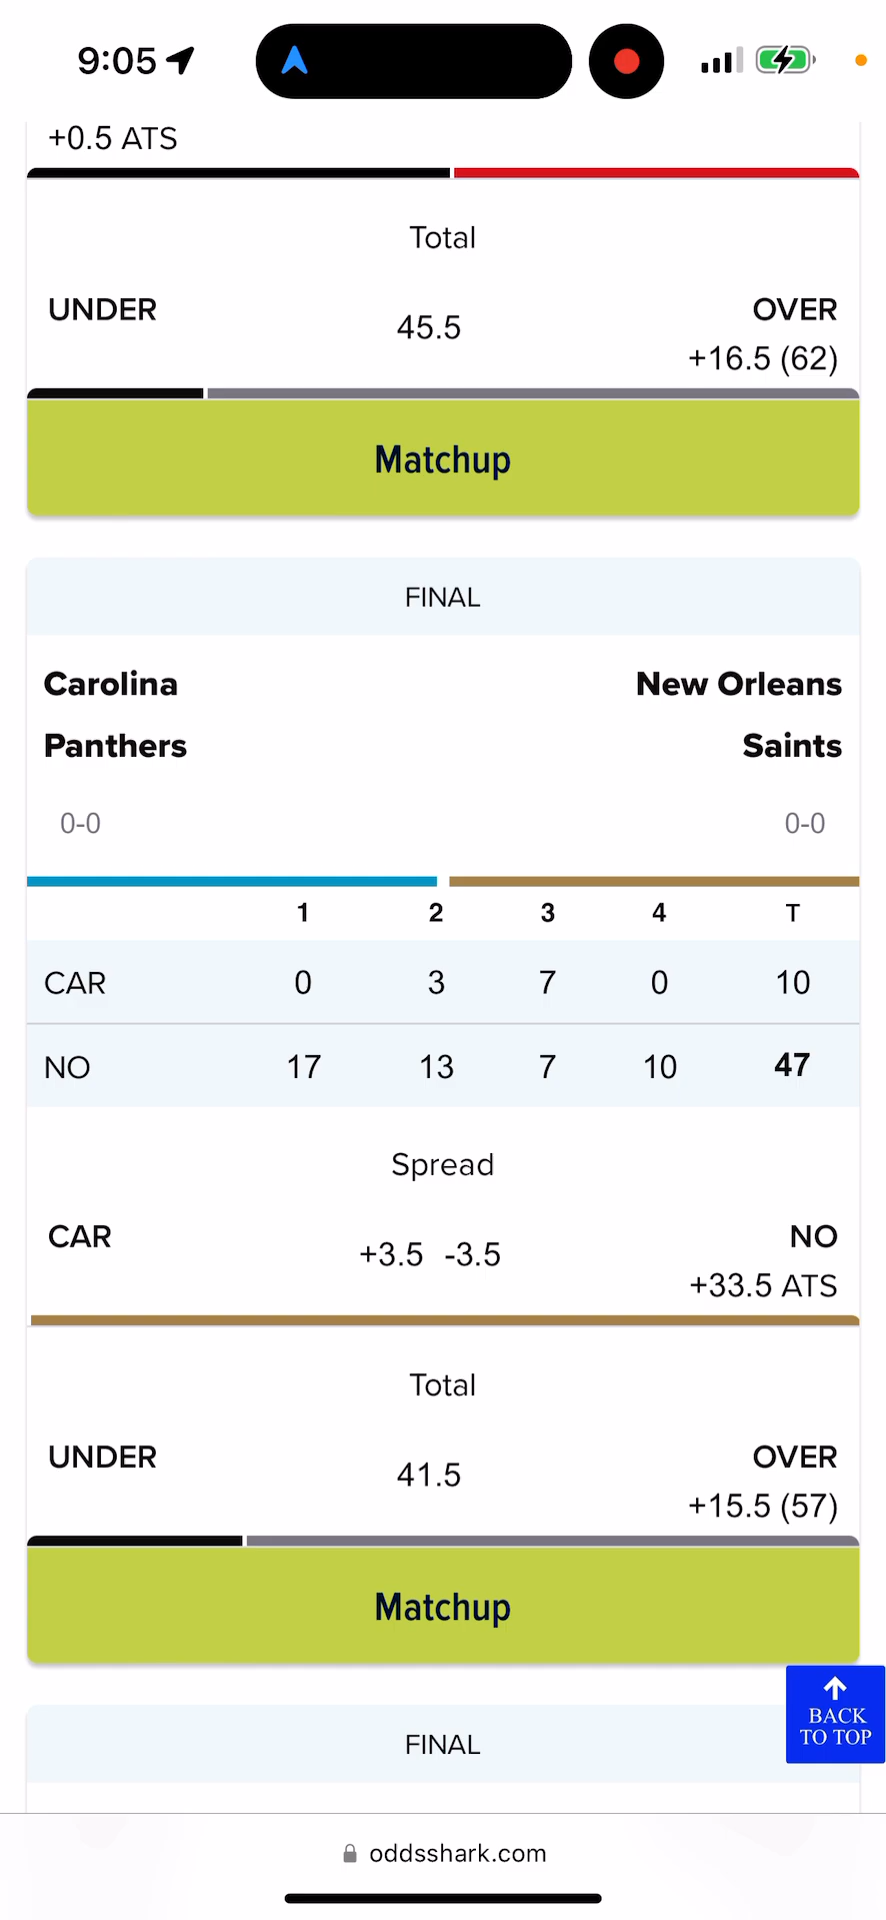 9:05
+0.5 ATS
Total
UNDER 45.5 OVER
+16.5 (62)
Matchup
FINAL
Carolina Panthers
New Orleans Saints
0-0 0-0
1 2 3 4 T
CAR 0 3 7 0 10
NO 17 13 7 10 47
Spread
CAR +3.5 -3.5 NO
+33.5 ATS
Total
UNDER 41.5 OVER
+15.5 (57)
Matchup
BACK
TO TOP
FINAL
oddsshark.com